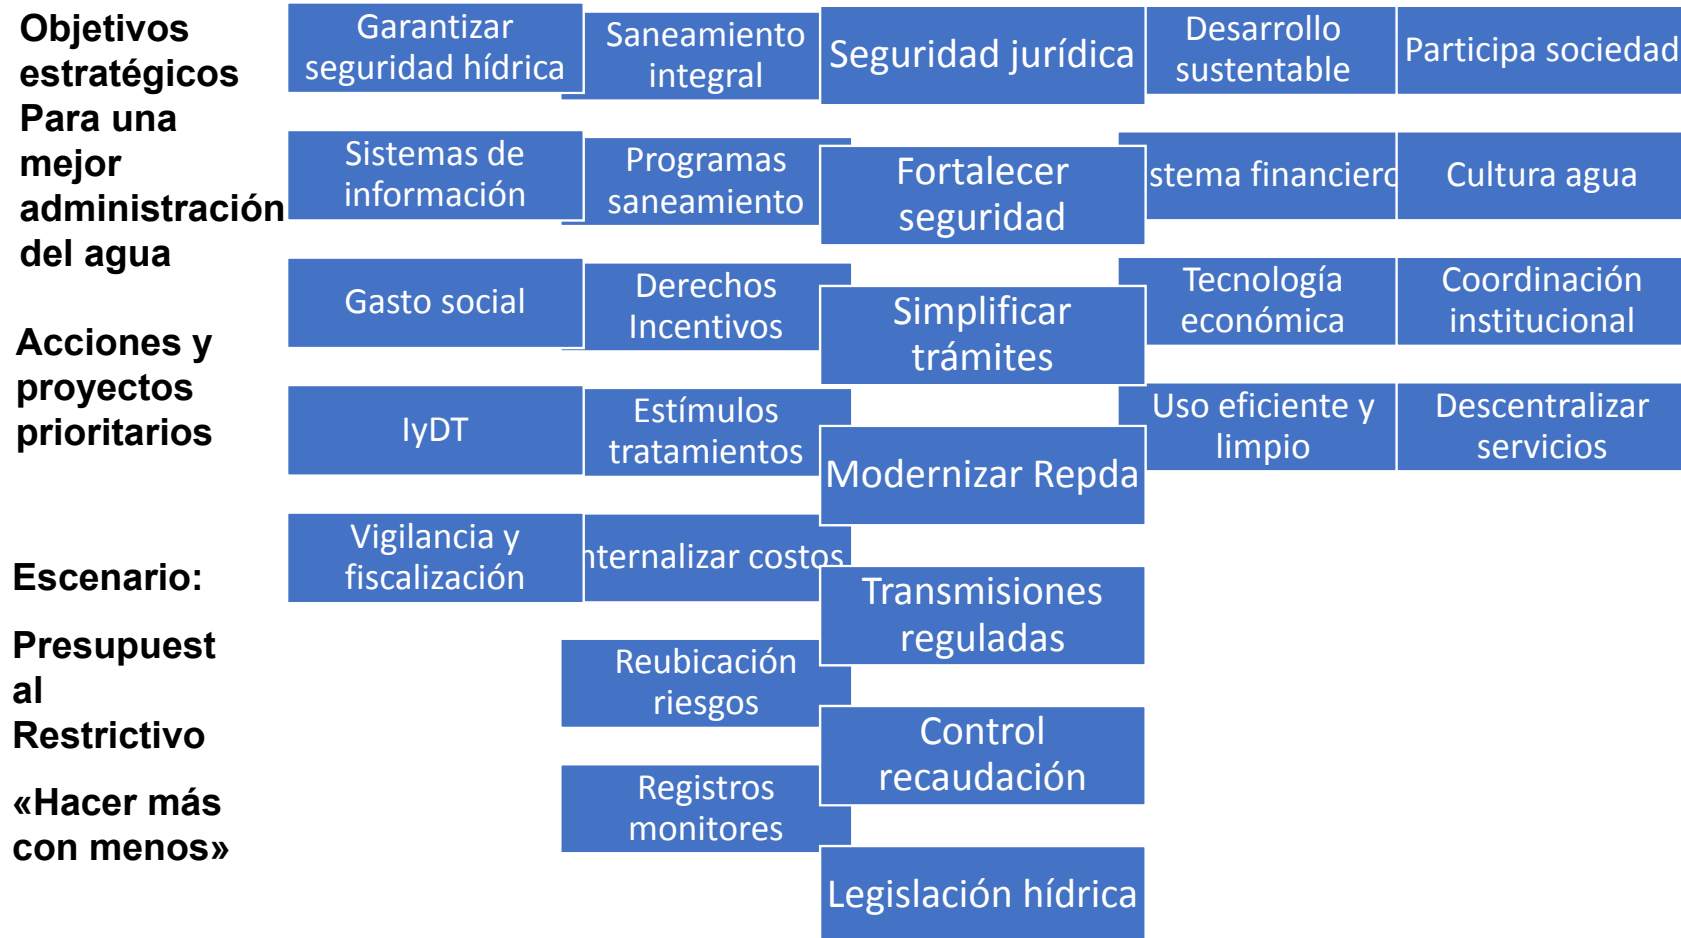 Objetivos
estratégicos
Para una
mejor
administración
del agua
Acciones y
proyectos
prioritarios
Escenario:
Presupuest
al
Restrictivo
«Hacer más
con menos»
Garantizar
seguridad hídrica
Sistemas de
información
Gasto social
IyDT
Vigilancia y
fiscalización
Saneamiento
integral
Programas
saneamiento
Derechos
Incentivos
Estímulos
tratamientos
nternalizar costos
Reubicación
riesgos
Registros
monitores
Seguridad jurídica
Fortalecer
seguridad
Simplificar
trámites
Modernizar Repda
Transmisiones
reguladas
Control
recaudación
Legislación hídrica
Desarrollo
sustentable
stema financiero
Tecnología
económica
Uso eficiente y
limpio
Participa sociedad
Cultura agua
Coordinación
institucional
Descentralizar
servicios